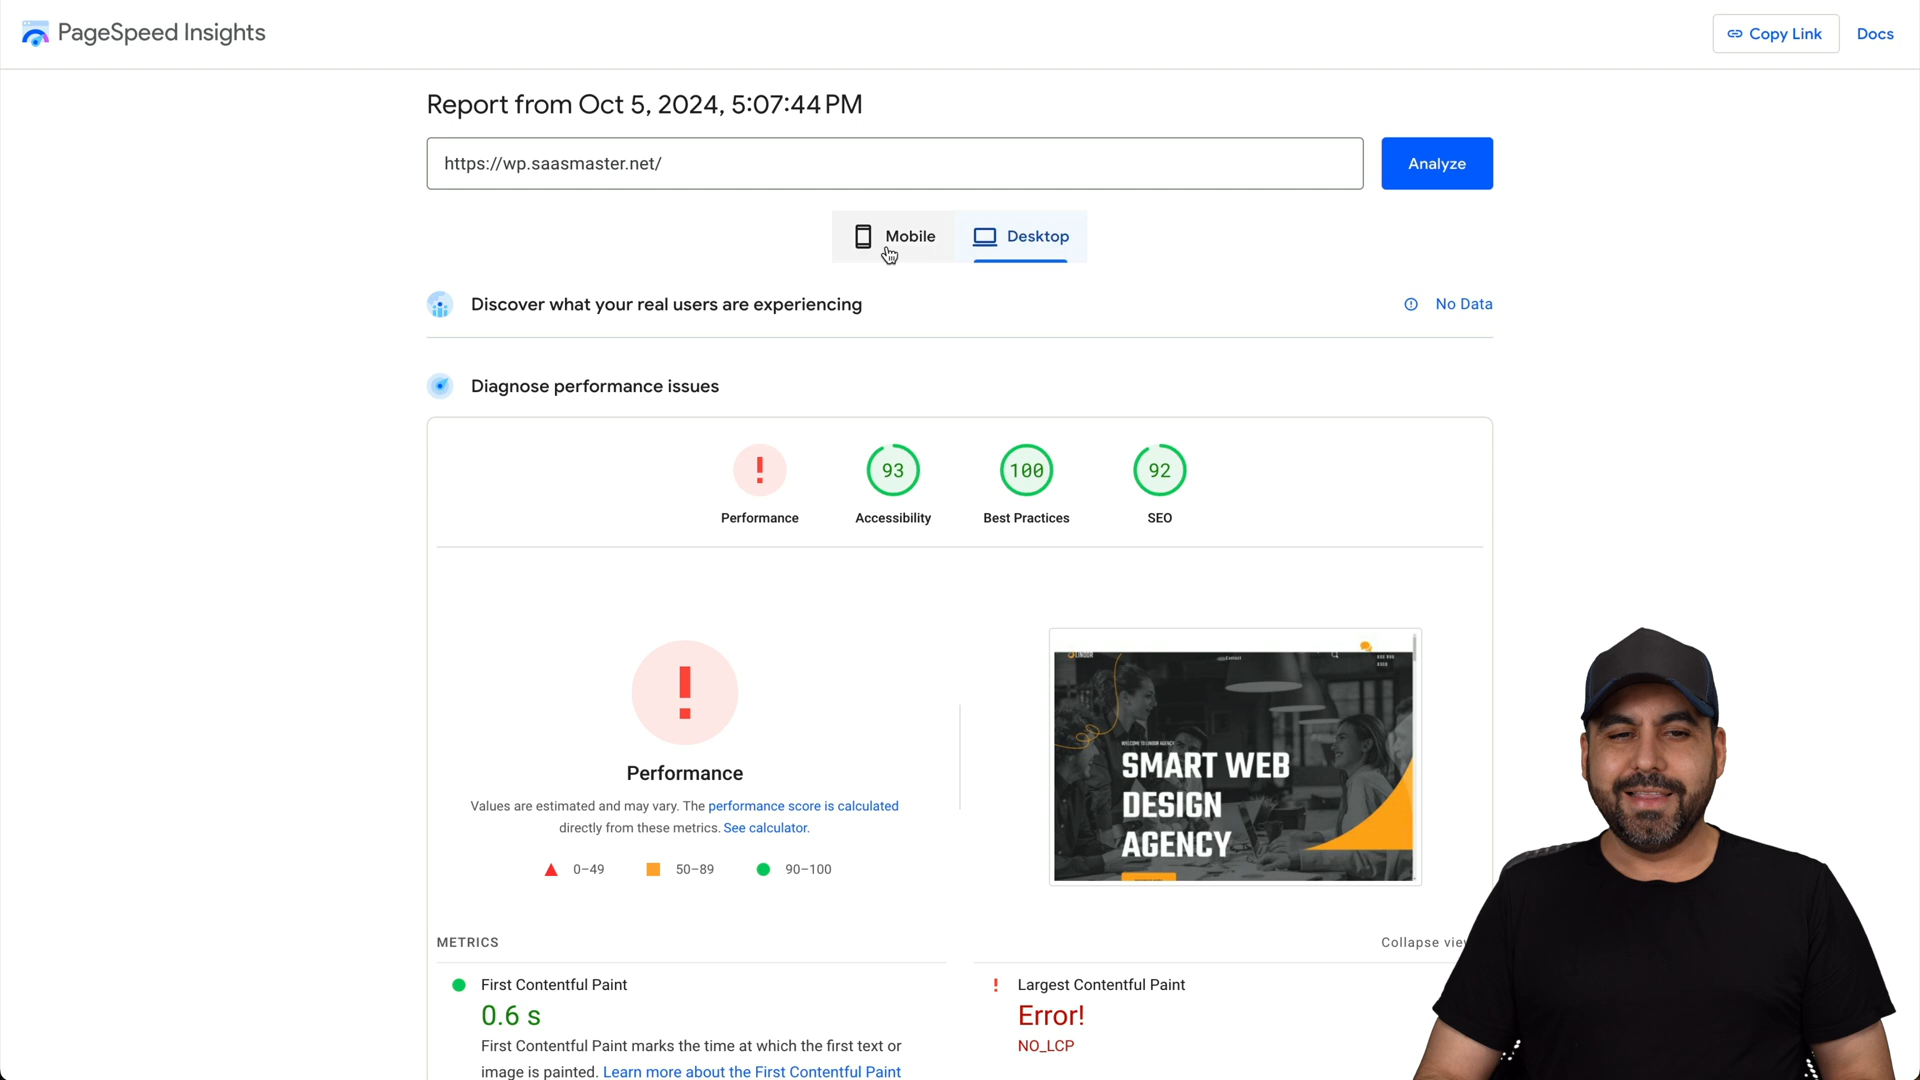 PageSpeed Insights
Copy Link
Docs
Report from Oct 5, 2024, 5:07:44 PM
https://wp.saasmaster.net/
Analyze
Mobile
Desktop
Discover what your real users are experiencing
No Data
Diagnose performance issues
93
100
92
Performance
Accessibility
Best Practices
SEO
Performance
Values are estimated and may vary. The performance score is calculated
directly from these metrics. See calculator.
0–49
50–89
90–100
WELCOME TO LINOOR AGENCY
SMART WEB
DESIGN
AGENCY
METRICS
Collapse view
First Contentful Paint
0.6 s
First Contentful Paint marks the time at which the first text or
image is painted. Learn more about the First Contentful Paint
Largest Contentful Paint
Error!
NO_LCP